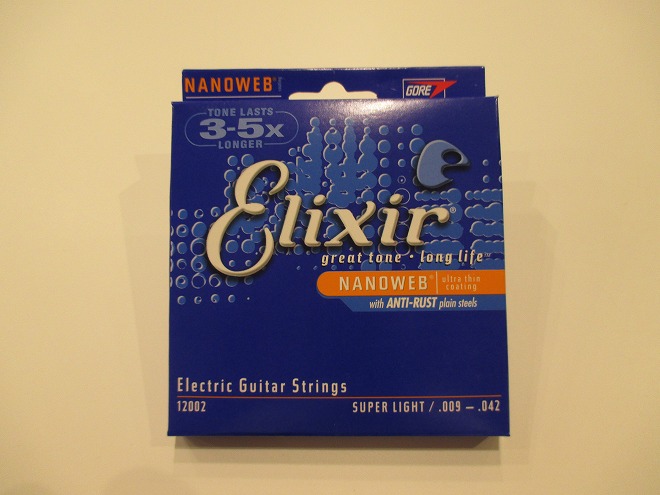 NANOWEB®
GORE
TONE LASTS
3-5x
LONGER
Elixir®
great tone • long life™
NANOWEB® ultra thin
coating
with ANTI-RUST plain steels
Electric Guitar Strings
12002 SUPER LIGHT / .009 – .042